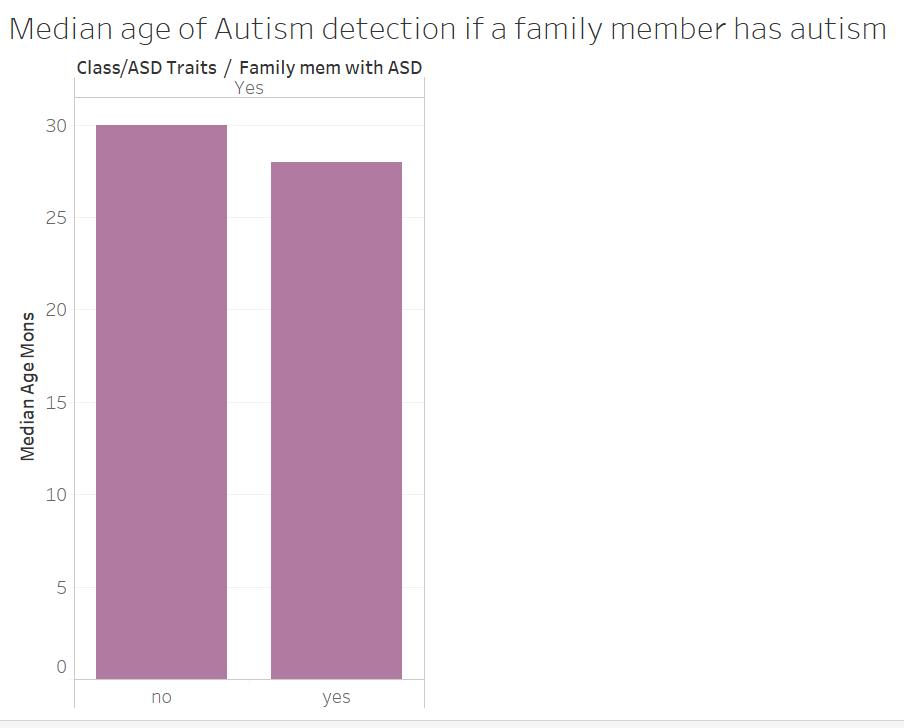 Median age of Autism detection if a family member has autism
Class/ASD Traits / Family mem with ASD
Yes
30
25
20
15
10
5
0
Median Age Mons
no yes